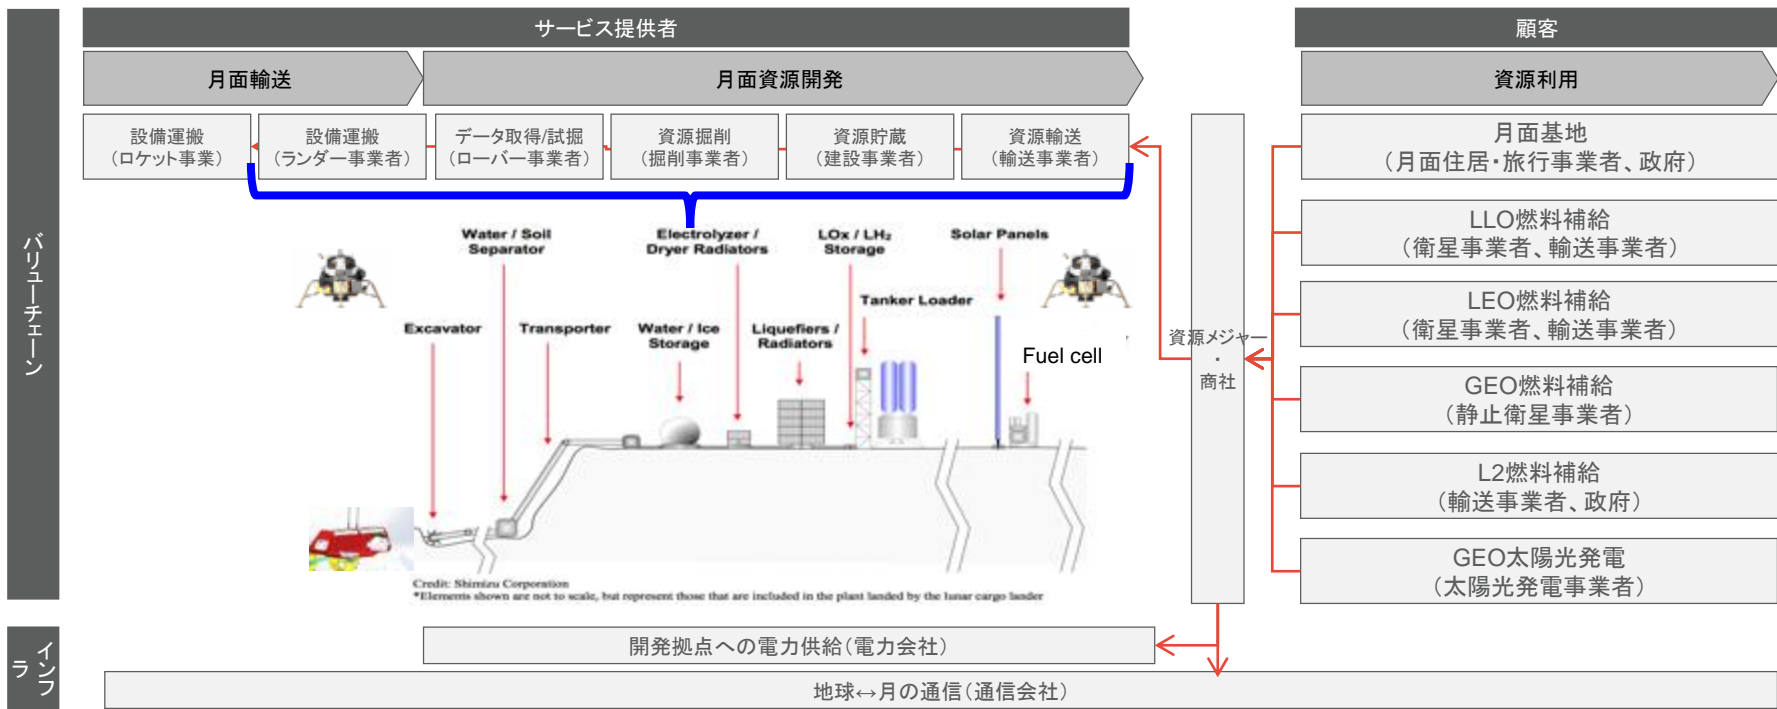 バリューチェーン
サービス提供者
顧客
月面輸送
月面資源開発
資源利用
設備運搬
(ロケット事業)
設備運搬
(ランダー事業者)
データ取得/試掘
(ローバー事業者)
資源掘削
(掘削事業者)
資源貯蔵
(建設事業者)
資源輸送
(輸送事業者)
月面基地
(月面住居・旅行事業者、政府)
LLO燃料補給
(衛星事業者、輸送事業者)
LEO燃料補給
(衛星事業者、輸送事業者)
GEO燃料補給
(静止衛星事業者)
L2燃料補給
(輸送事業者、政府)
GEO太陽光発電
(太陽光発電事業者)
資源メジャー
・
商社
Water / Soil
Separator
Electrolyzer /
Dryer Radiators
LOx / LH₂
Storage
Solar Panels
Tanker Loader
Excavator
Transporter
Water / Ice
Storage
Liquefiers /
Radiators
Fuel cell
Credit: Shimizu Corporation
*Elements shown are not to scale, but represent those that are included in the plant landed by the lunar cargo lander
インフラ
開発拠点への電力供給(電力会社)
地球↔月の通信(通信会社)